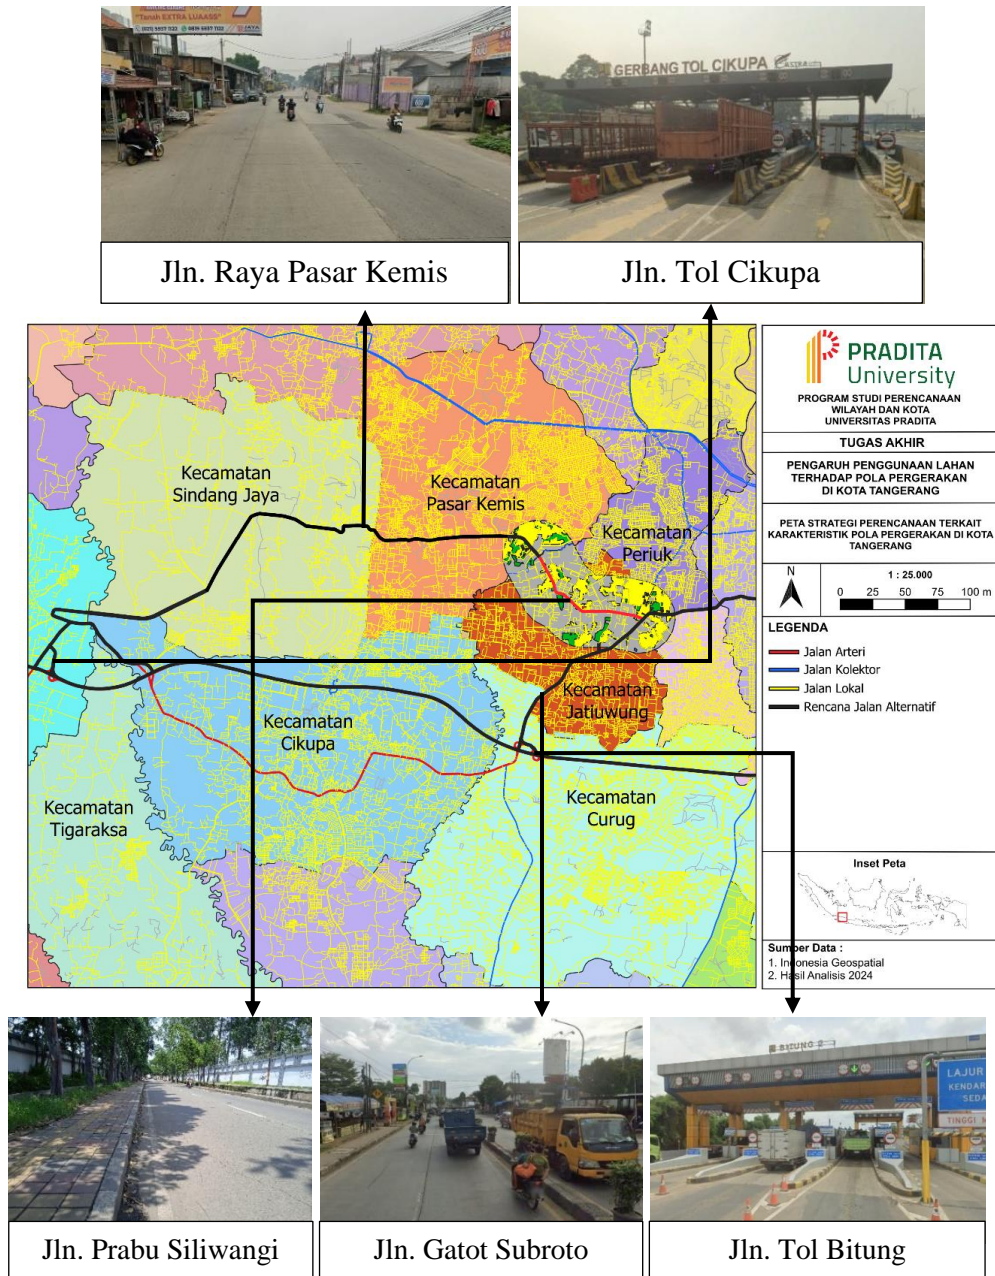 "Tanah EXTRA LUAASS"
GERBANG TOL CIKUPA
ASTRA
Jln. Raya Pasar Kemis
Jln. Tol Cikupa
Kecamatan
Sindang Jaya
Kecamatan
Pasar Kemis
Kecamatan
Periuk
Kecamatan
Jatiuwung
Kecamatan
Cikupa
Kecamatan
Tigaraksa
Kecamatan
Curug
PRADITA
University
PROGRAM STUDI PERENCANAAN
WILAYAH DAN KOTA
UNIVERSITAS PRADITA
TUGAS AKHIR
PENGARUH PENGGUNAAN LAHAN
TERHADAP POLA PERGERAKAN
DI KOTA TANGERANG
PETA STRATEGI PERENCANAAN TERKAIT
KARAKTERISTIK POLA PERGERAKAN DI KOTA
TANGERANG
N
1 : 25.000
0 25 50 75 100 m
LEGENDA
Jalan Arteri
Jalan Kolektor
Jalan Lokal
Rencana Jalan Alternatif
Inset Peta
Sumber Data :
1. Indonesia Geospatial
2. Hasil Analisis 2024
BITUNG 2
LAJUR
KENDAR
SEDA
TINGGI
Jln. Prabu Siliwangi
Jln. Gatot Subroto
Jln. Tol Bitung